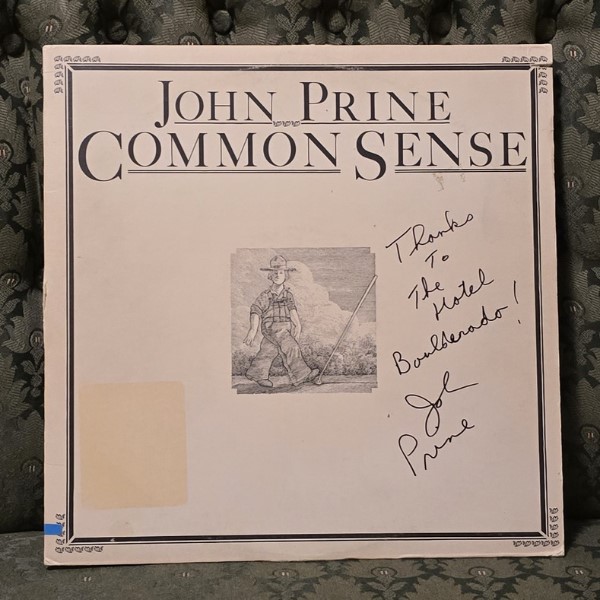 JOHN PRINE
COMMON SENSE
Thanks
To
The
Hotel
Boulderado!
John
Prine